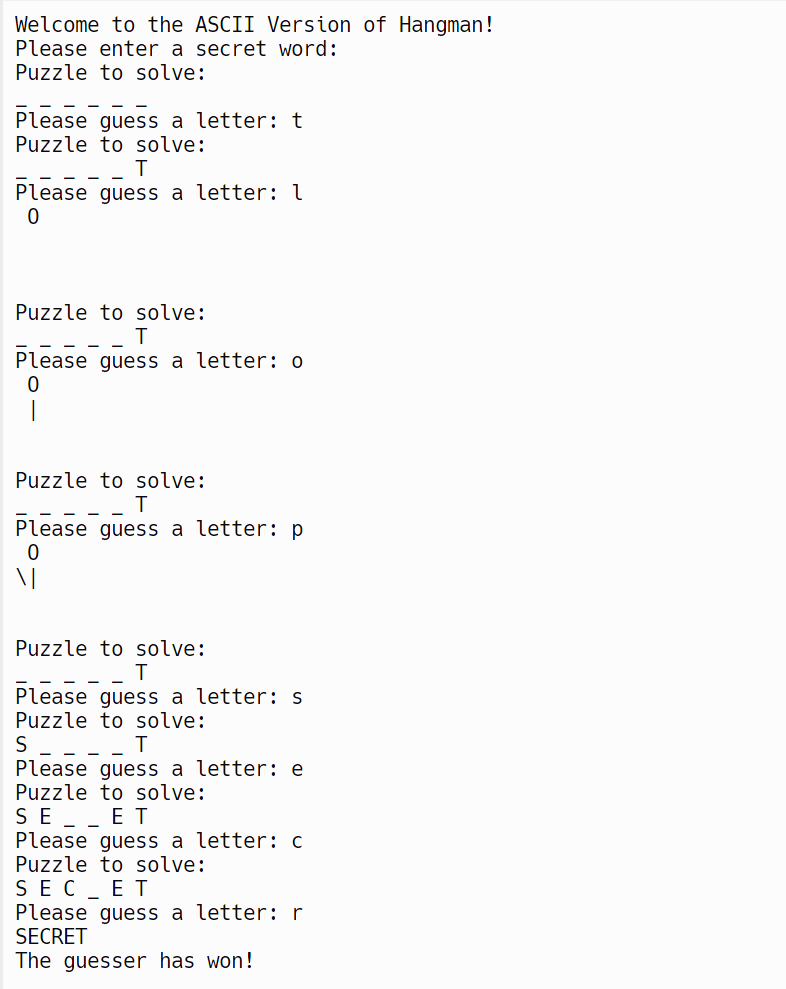 Welcome to the ASCII Version of Hangman!
Please enter a secret word:
Puzzle to solve:
_ _ _ _ _ _
Please guess a letter: t
Puzzle to solve:
_ _ _ _ _ T
Please guess a letter: l
 O
Puzzle to solve:
_ _ _ _ _ T
Please guess a letter: o
 O
 |
Puzzle to solve:
_ _ _ _ _ T
Please guess a letter: p
 O
\|
Puzzle to solve:
_ _ _ _ _ T
Please guess a letter: s
Puzzle to solve:
S _ _ _ _ T
Please guess a letter: e
Puzzle to solve:
S E _ _ E T
Please guess a letter: c
Puzzle to solve:
S E C _ E T
Please guess a letter: r
SECRET
The guesser has won!